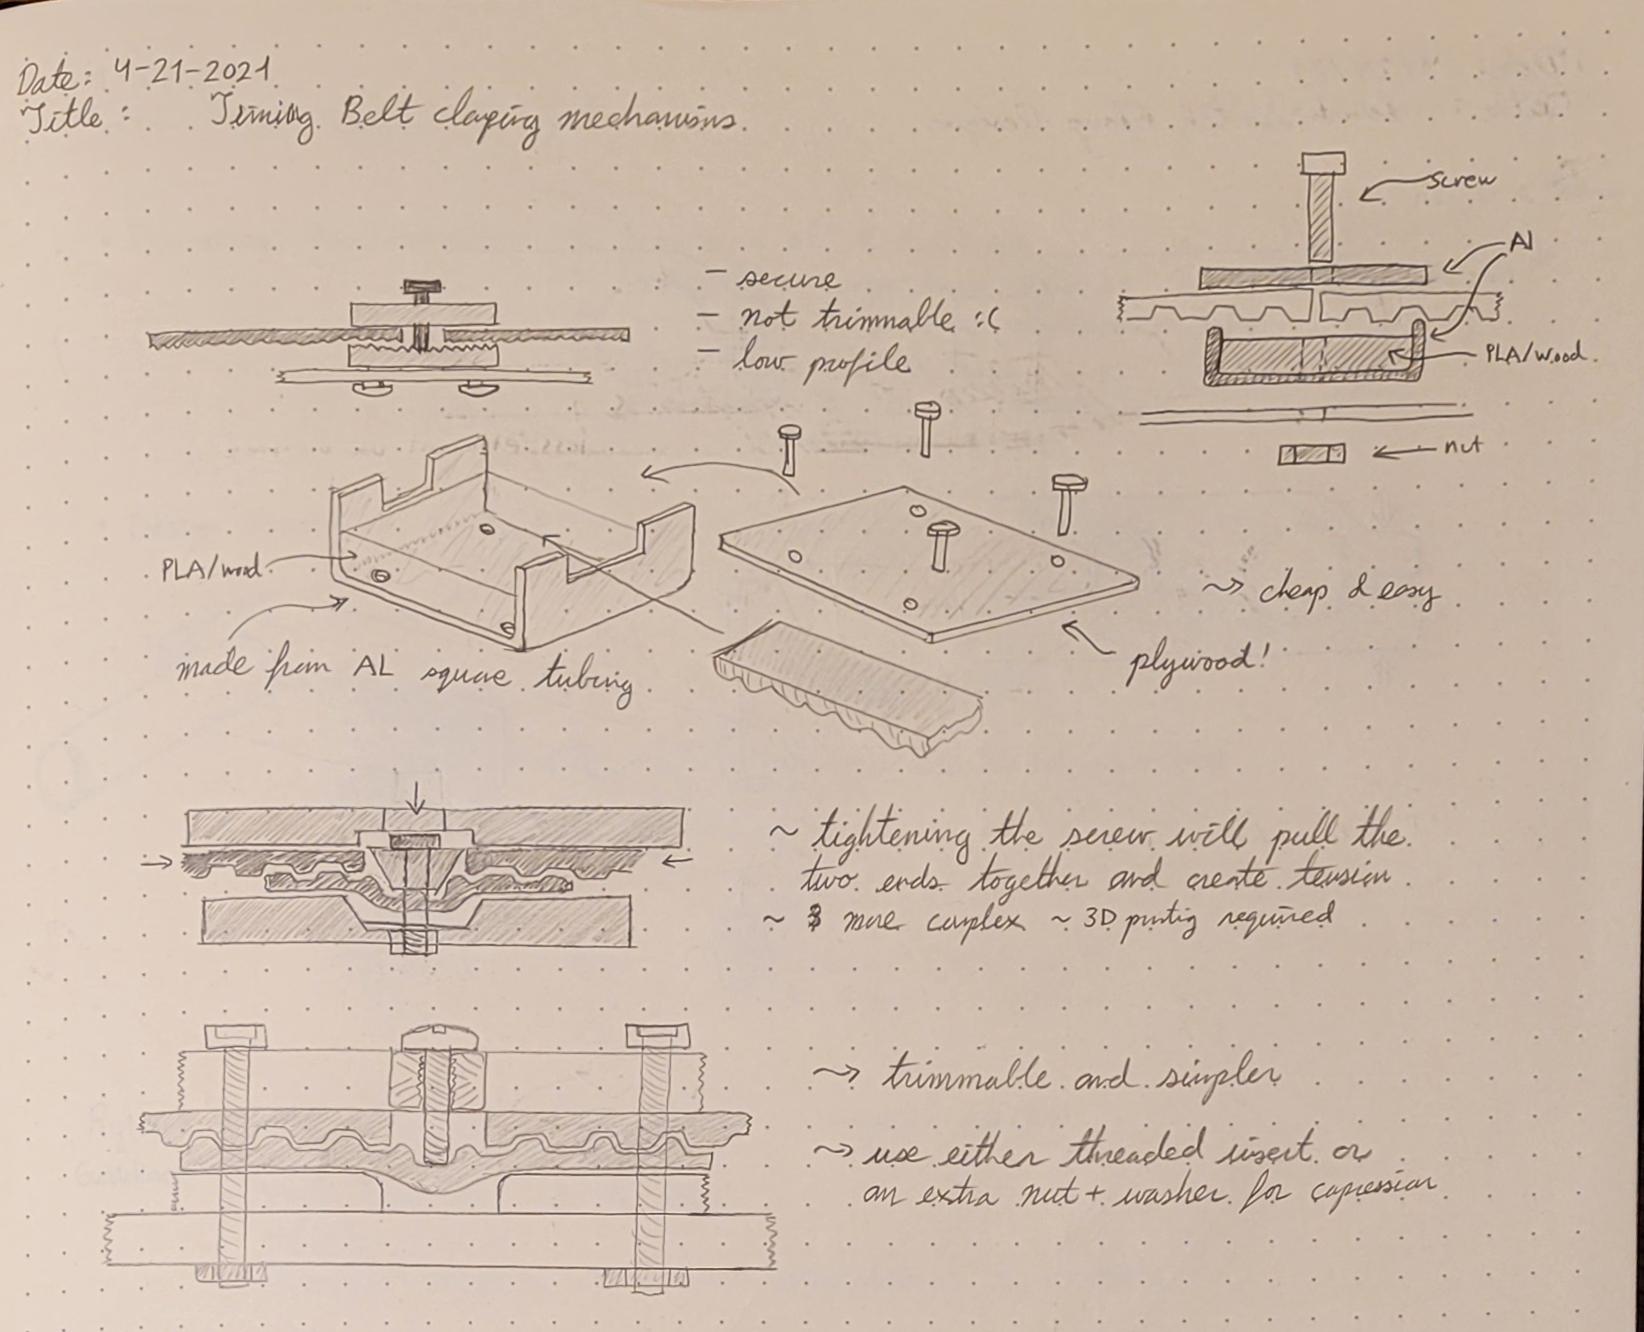 Date: 4-21-2021
Title: Timing Belt claping mechanisms
screw
Al
PLA/wood
nut
- secure
- not trimmable :(
- low profile
PLA/wood
made from AL square tubing
~> cheap & easy
plywood!
~ tightening the screw will pull the
two ends together and create tension
~ more complex ~ 3D printig required
~> trimmable and simpler
~> use either threaded insert or
an extra nut + washer for copression